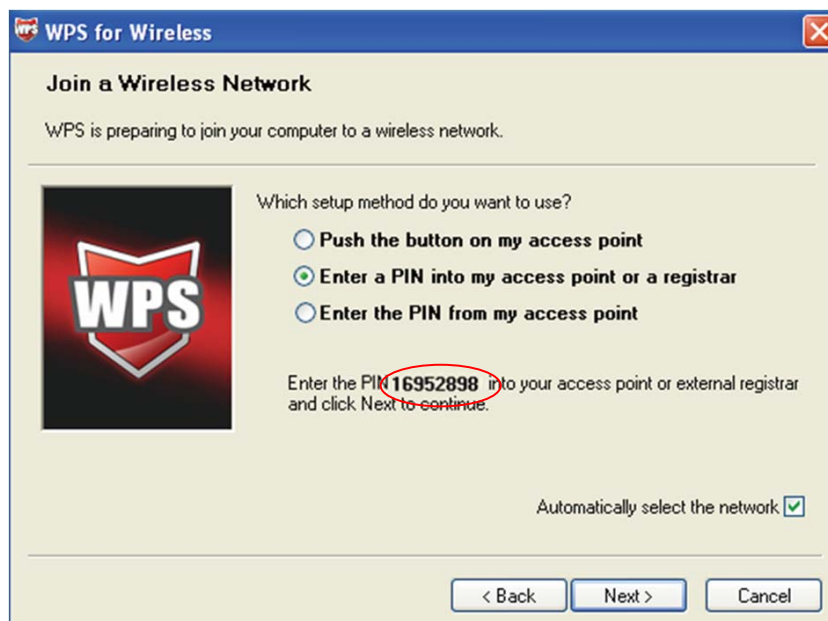 WPS WPS for Wireless
Join a Wireless Network
WPS is preparing to join your computer to a wireless network.
WPS
Which setup method do you want to use?
Push the button on my access point
Enter a PIN into my access point or a registrar
Enter the PIN from my access point
Enter the PIN 16952898 into your access point or external registrar
and click Next to continue.
Automatically select the network
< Back
Next >
Cancel